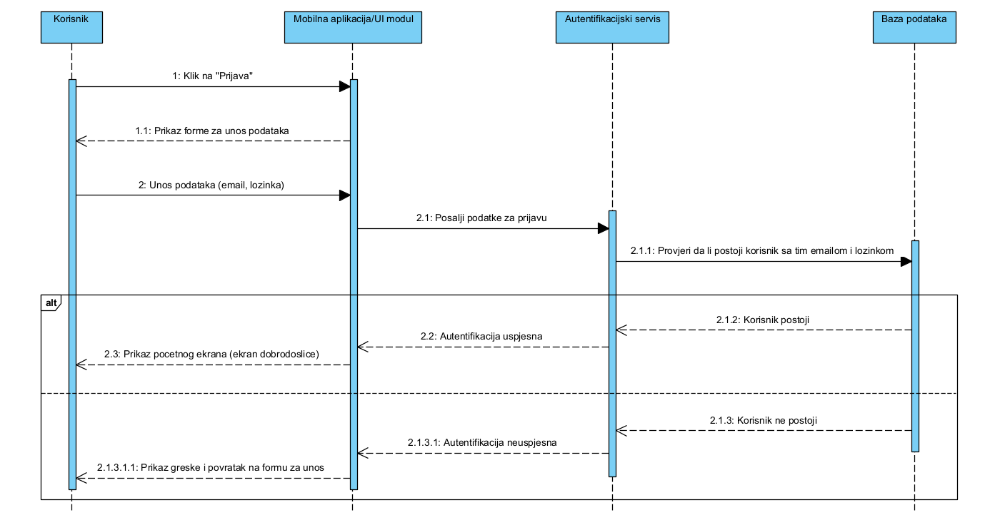 Korisnik
Mobilna aplikacija/UI modul
Autentifikacijski servis
Baza podataka
1: Klik na "Prijava"
1.1: Prikaz forme za unos podataka
2: Unos podataka (email, lozinka)
2.1: Posalji podatke za prijavu
2.1.1: Provjeri da li postoji korisnik sa tim emailom i lozinkom
alt
2.1.2: Korisnik postoji
2.2: Autentifikacija uspjesna
2.3: Prikaz pocetnog ekrana (ekran dobrodoslice)
2.1.3: Korisnik ne postoji
2.1.3.1: Autentifikacija neuspjesna
2.1.3.1.1: Prikaz greske i povratak na formu za unos